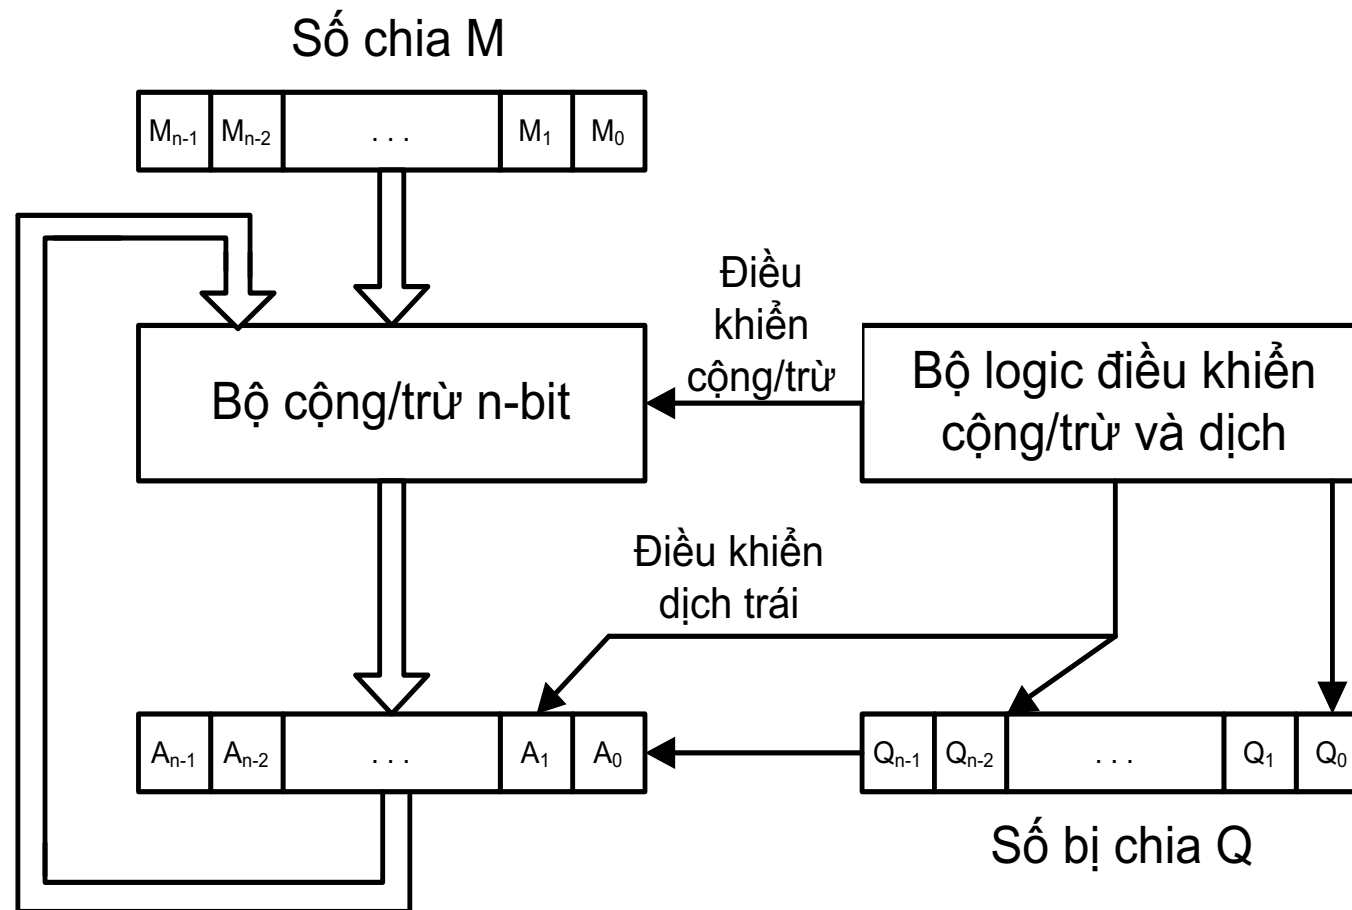 Số chia M
Mn-1 Mn-2 . . . M1 M0
Điều
khiển
cộng/trừ
Bộ cộng/trừ n-bit
Bộ logic điều khiển
cộng/trừ và dịch
Điều khiển
dịch trái
An-1 An-2 . . . A1 A0
Qn-1 Qn-2 . . . Q1 Q0
Số bị chia Q